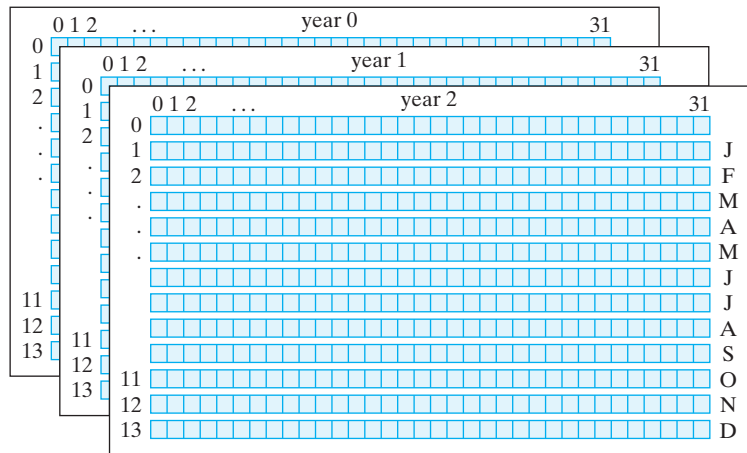 0 1 2 ... year 0 31
0
1
2
.
.
.
11
12
13
0 1 2 ... year 1 31
0
1
2
.
.
.
11
12
13
0 1 2 ... year 2 31
0
1 J
2 F
. M
. A
. M
J
J
A
S
11 O
12 N
13 D